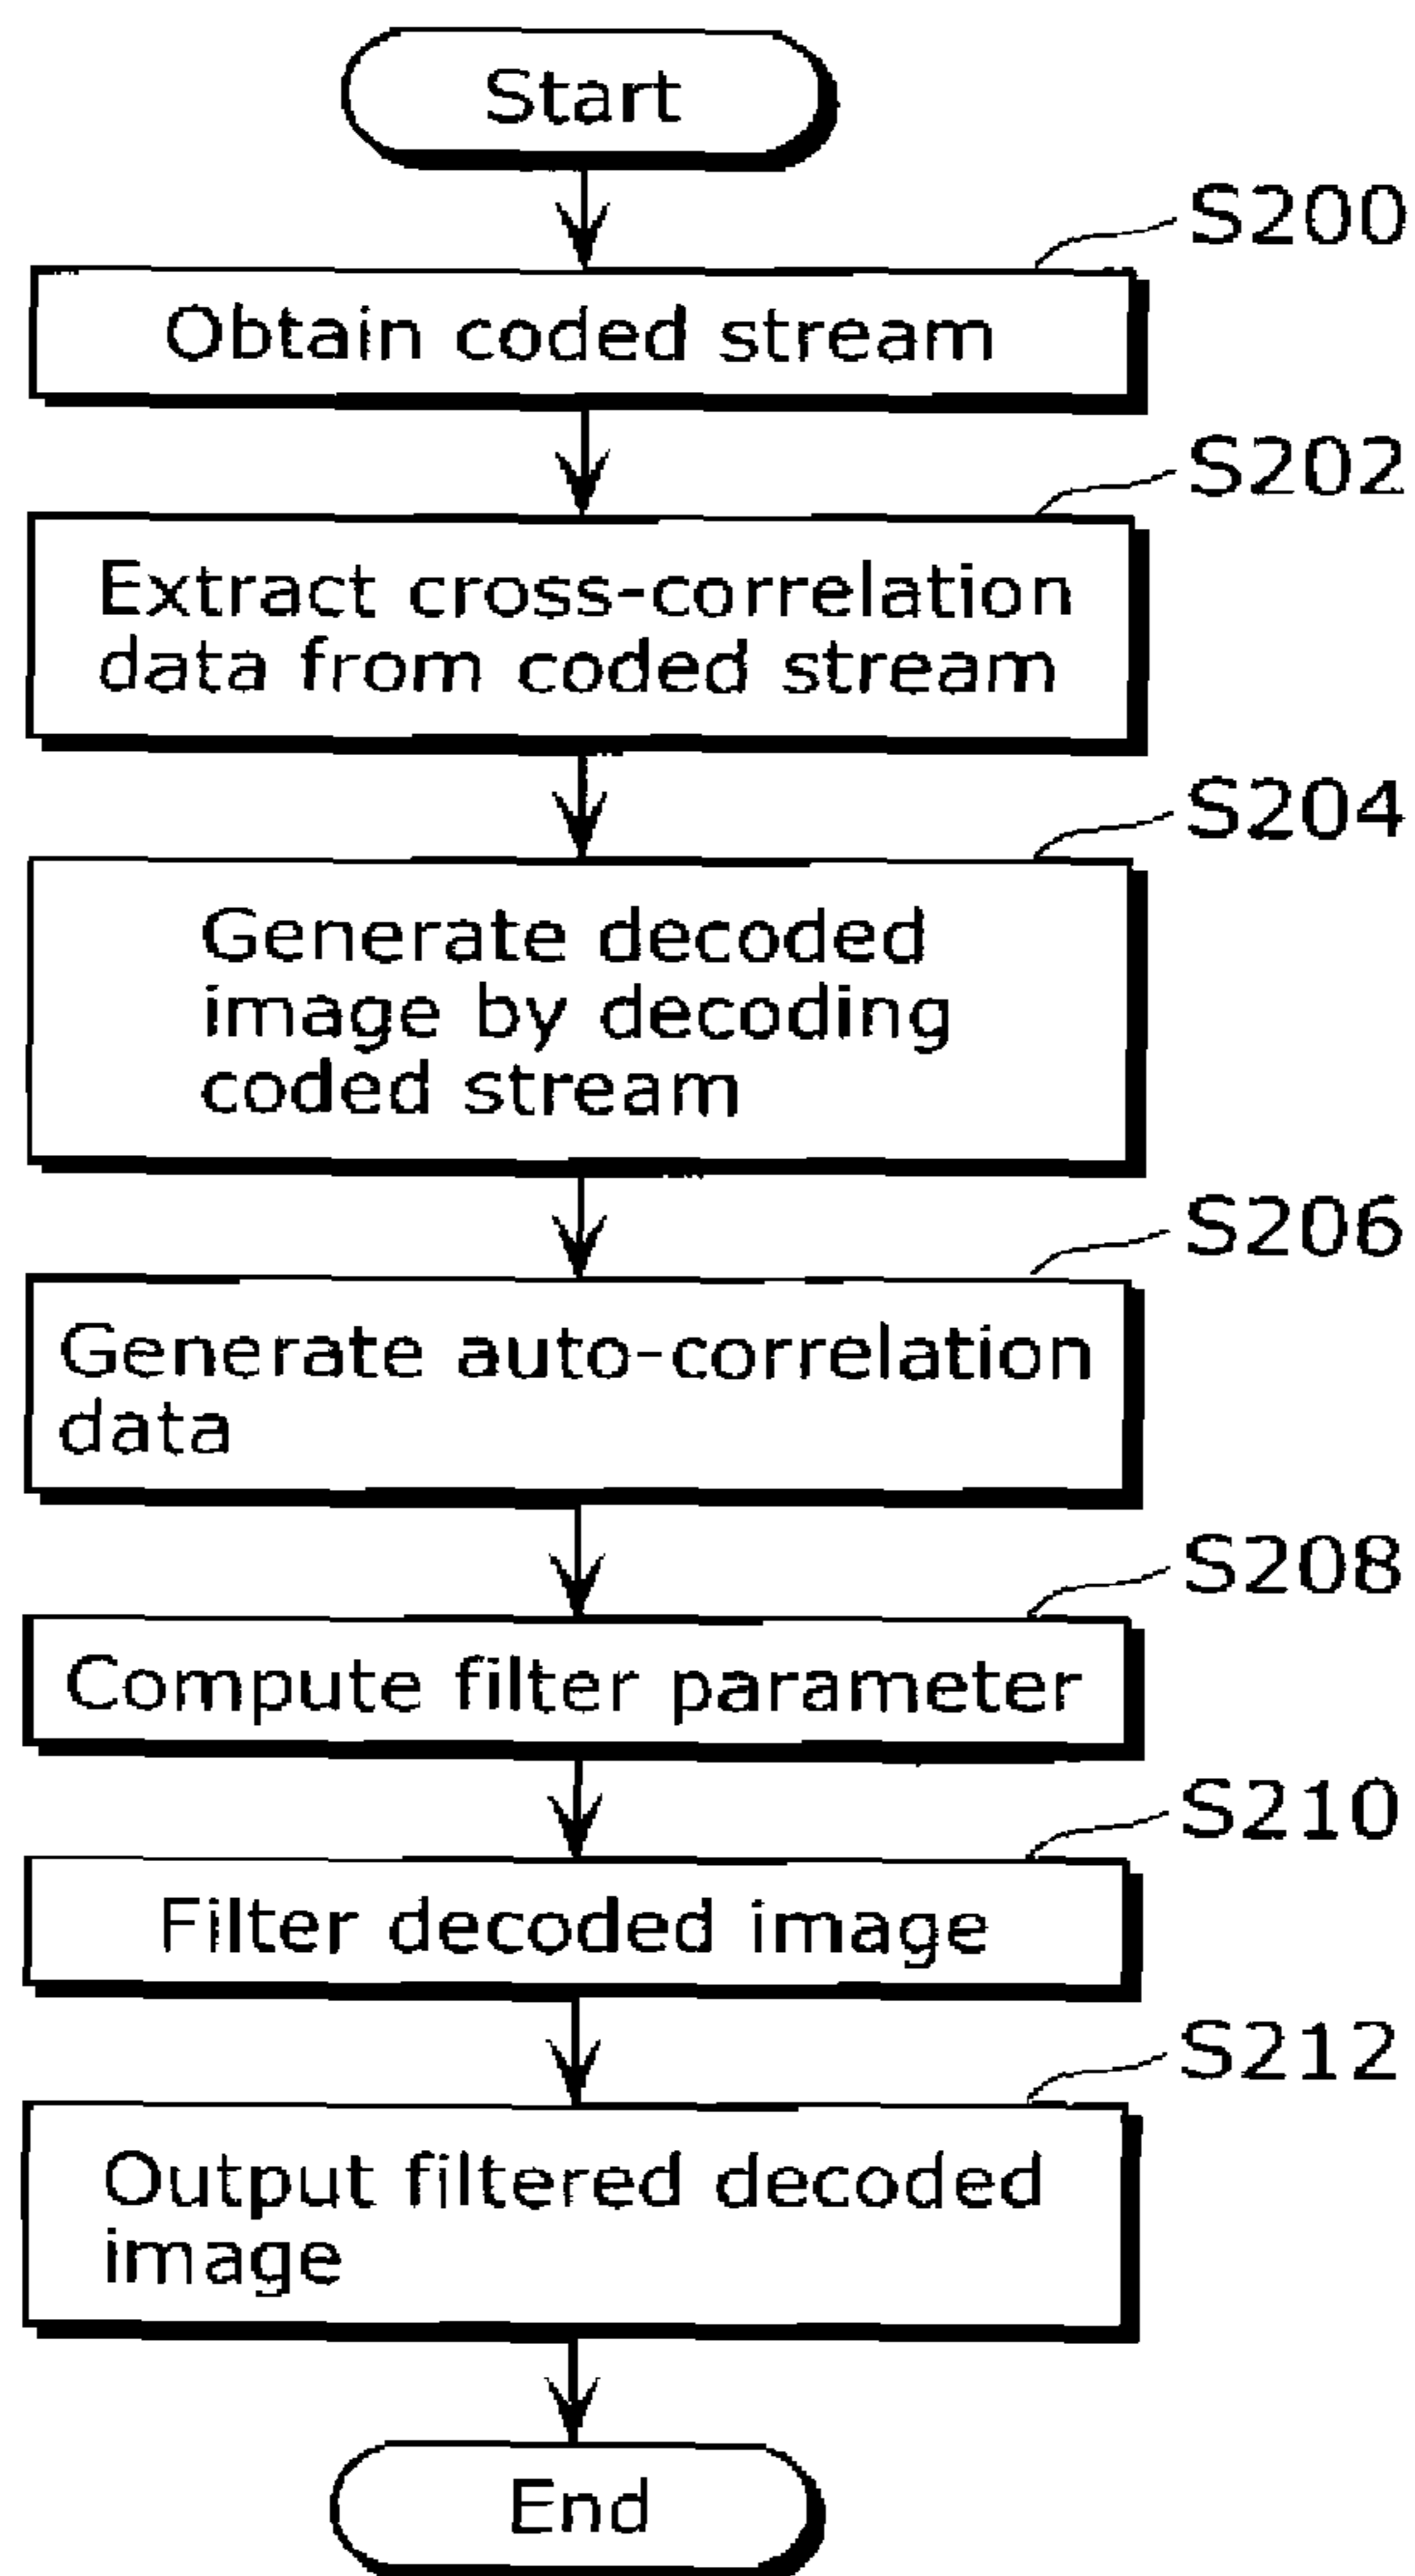 Start
S200
Obtain coded stream
S202
Extract cross-correlation
data from coded stream
S204
Generate decoded
image by decoding
coded stream
S206
Generate auto-correlation
data
S208
Compute filter parameter
S210
Filter decoded image
S212
Output filtered decoded
image
End